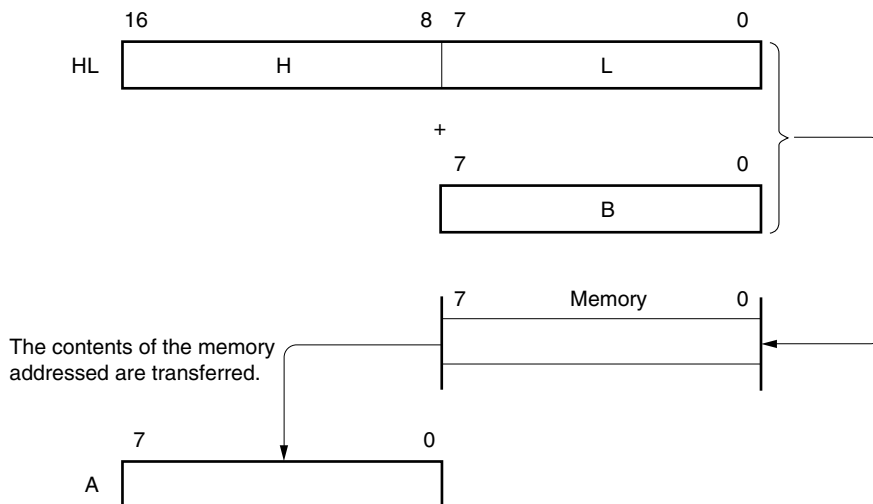 16 8 7 0
HL H L
+
7 0
B
7 Memory 0
The contents of the memory
addressed are transferred.
7 0
A